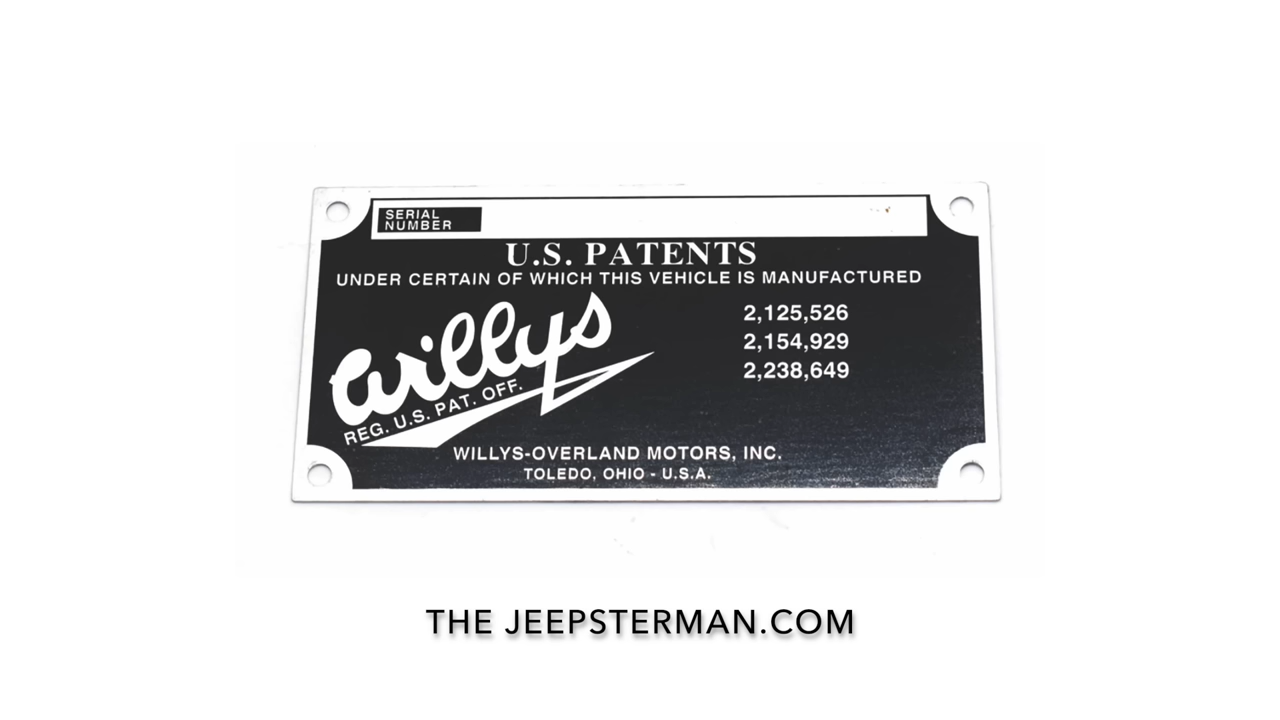 SERIAL
NUMBER
U.S. PATENTS
UNDER CERTAIN OF WHICH THIS VEHICLE IS MANUFACTURED
Willys
REG. U.S. PAT. OFF.
2,125,526
2,154,929
2,238,649
WILLYS-OVERLAND MOTORS, INC.
TOLEDO, OHIO - U.S.A.
THE JEEPSTERMAN.COM